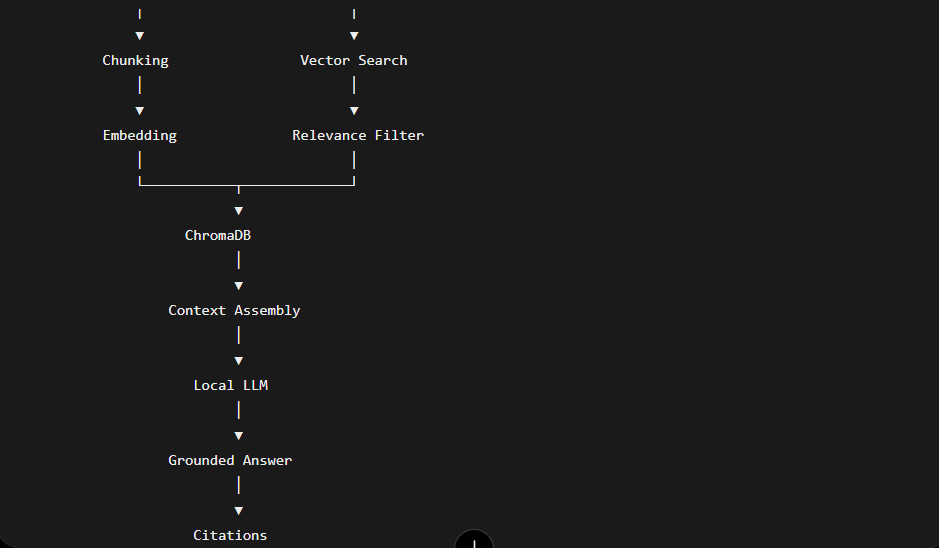 Chunking Vector Search
Embedding Relevance Filter
ChromaDB
Context Assembly
Local LLM
Grounded Answer
Citations